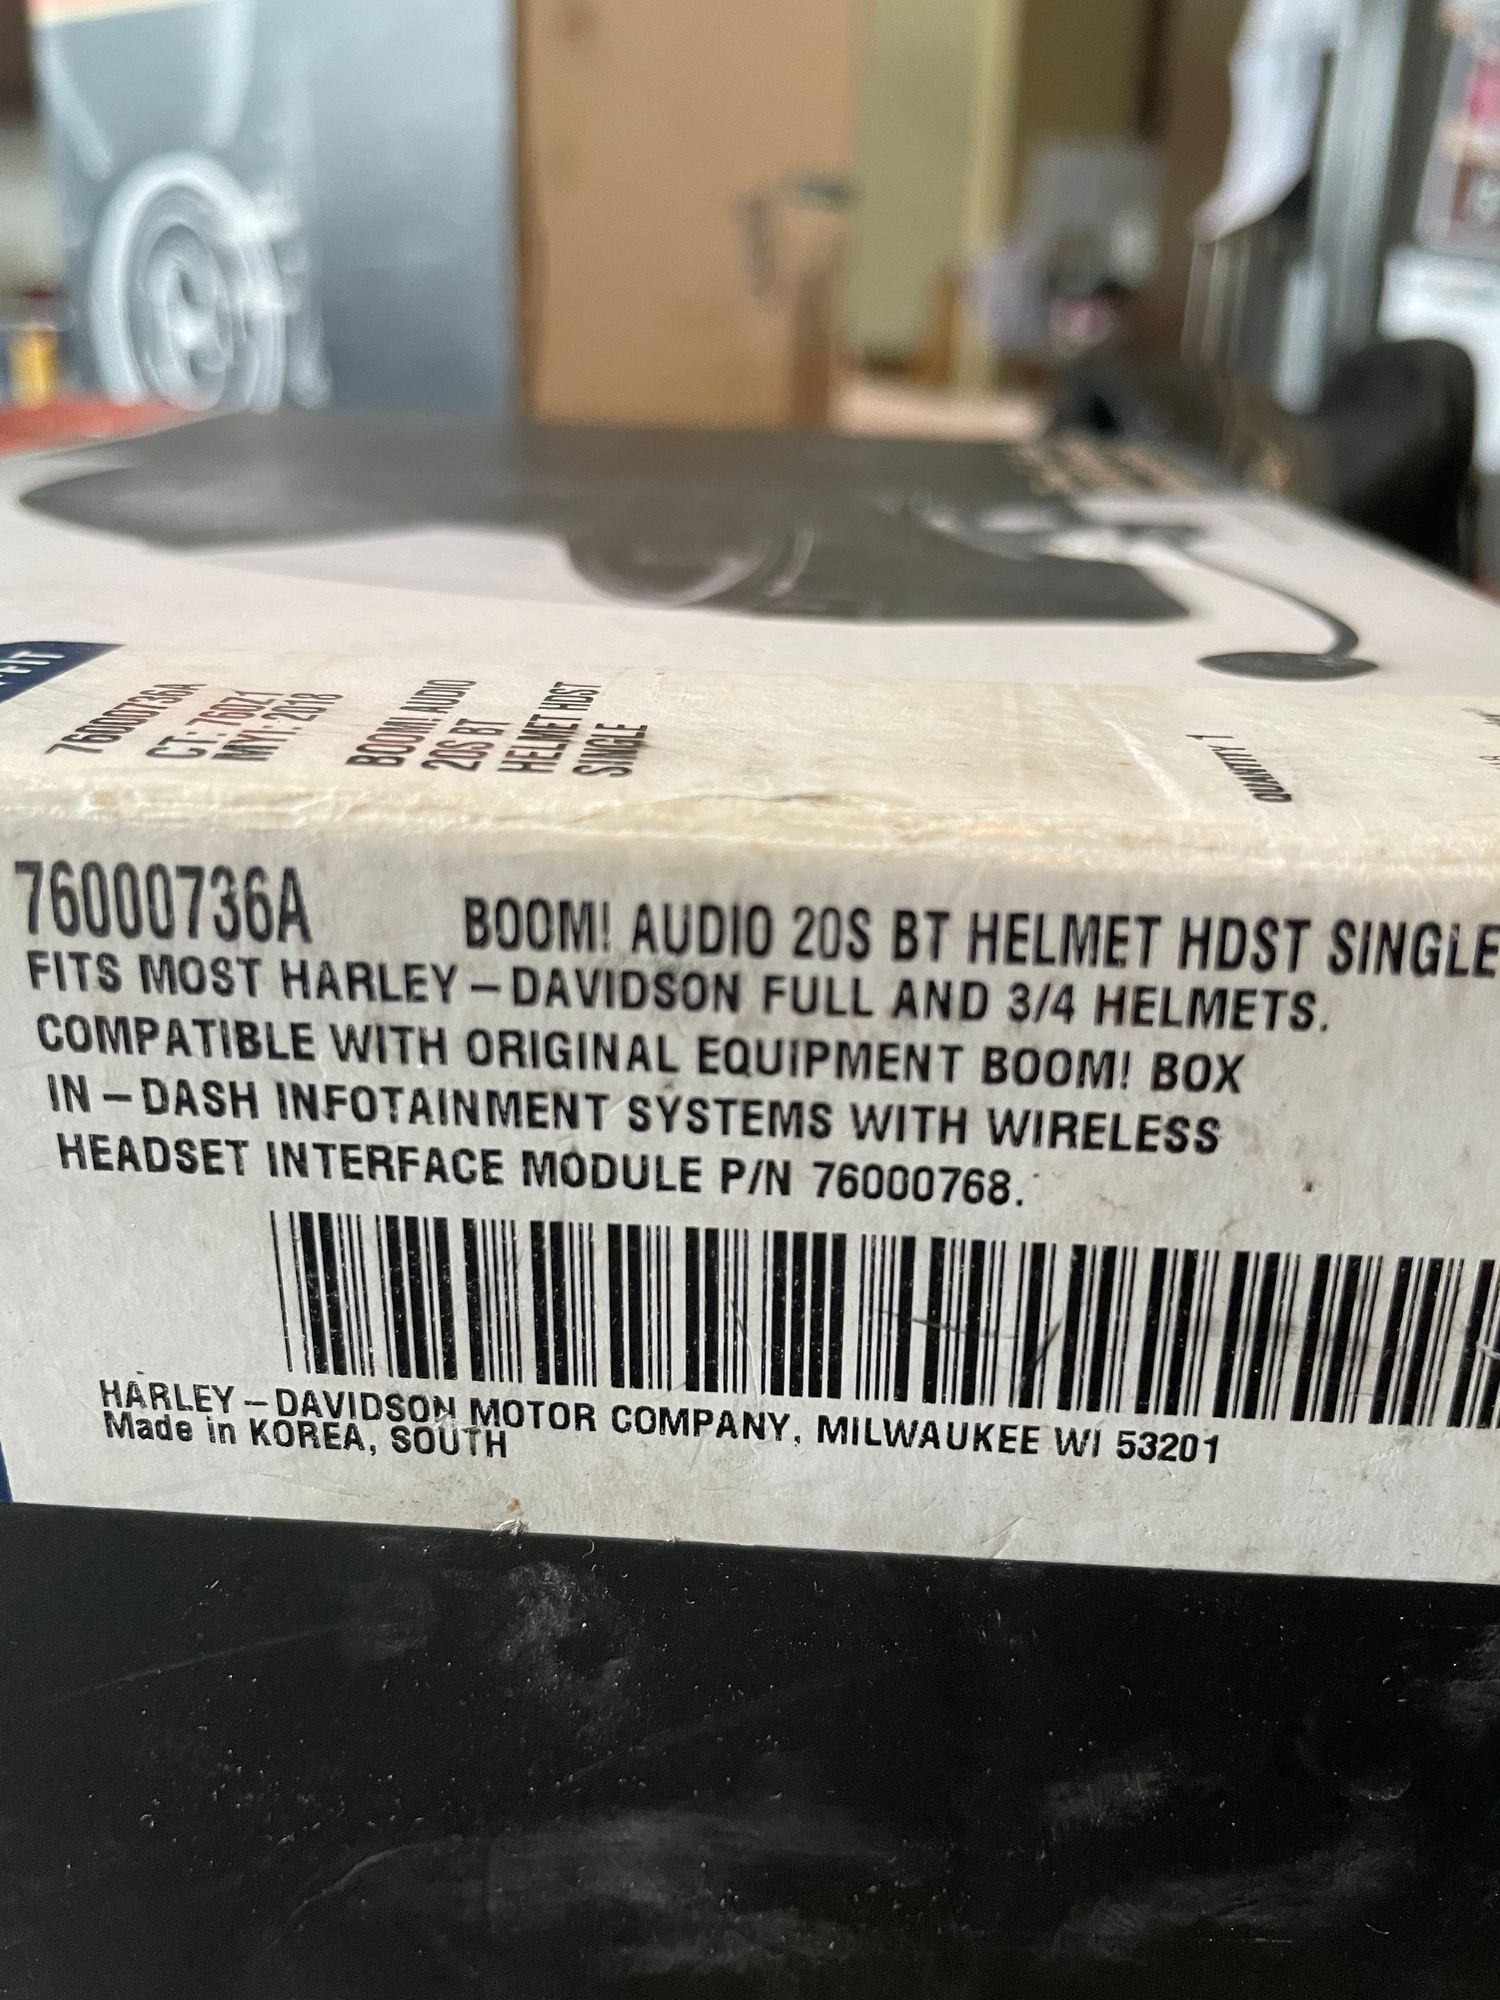 FIT
76000736A
CT: 760Z1
MY1: 2018
BOOM! AUDIO
20S BT
HELMET HDST
SINGLE
QUANTITY 1
76000736A BOOM! AUDIO 20S BT HELMET HDST SINGLE
FITS MOST HARLEY-DAVIDSON FULL AND 3/4 HELMETS.
COMPATIBLE WITH ORIGINAL EQUIPMENT BOOM! BOX
IN-DASH INFOTAINMENT SYSTEMS WITH WIRELESS
HEADSET INTERFACE MODULE P/N 76000768.
HARLEY-DAVIDSON MOTOR COMPANY, MILWAUKEE WI 53201
Made in KOREA, SOUTH